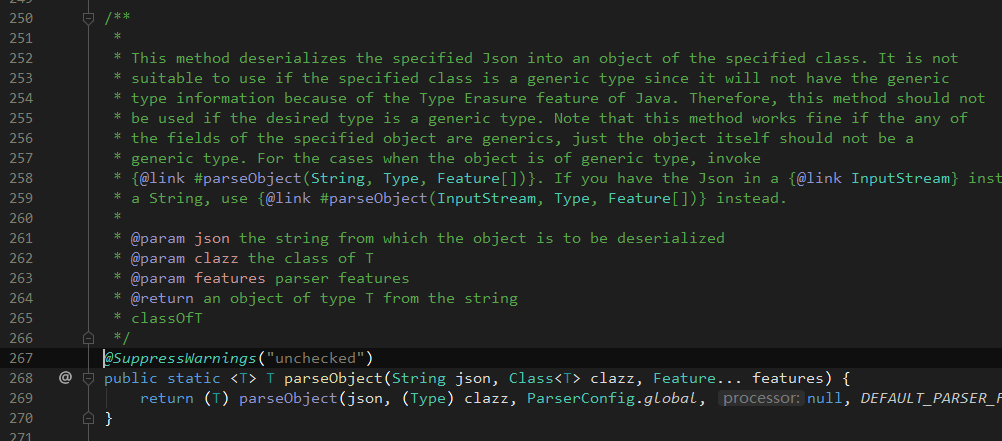 249
250 /**
251 *
252 * This method deserializes the specified Json into an object of the specified class. It is not
253 * suitable to use if the specified class is a generic type since it will not have the generic
254 * type information because of the Type Erasure feature of Java. Therefore, this method should not
255 * be used if the desired type is a generic type. Note that this method works fine if the any of
256 * the fields of the specified object are generics, just the object itself should not be a
257 * generic type. For the cases when the object is of generic type, invoke
258 * {@link #parseObject(String, Type, Feature[])}. If you have the Json in a {@link InputStream} inst
259 * a String, use {@link #parseObject(InputStream, Type, Feature[])} instead.
260 *
261 * @param json the string from which the object is to be deserialized
262 * @param clazz the class of T
263 * @param features parser features
264 * @return an object of type T from the string
265 * classOfT
266 */
267 @SuppressWarnings("unchecked")
268 @ public static <T> T parseObject(String json, Class<T> clazz, Feature... features) {
269 return (T) parseObject(json, (Type) clazz, ParserConfig.global, processor: null, DEFAULT_PARSER_F
270 }
271